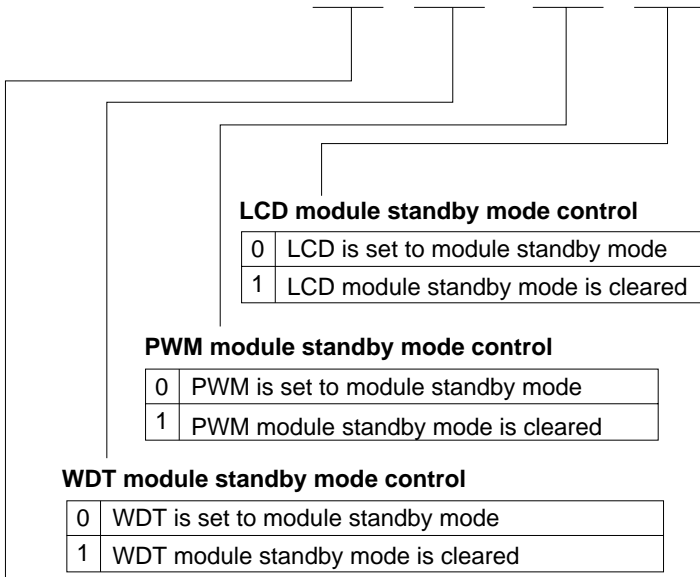 LCD module standby mode control
0 LCD is set to module standby mode
1 LCD module standby mode is cleared
PWM module standby mode control
0 PWM is set to module standby mode
1 PWM module standby mode is cleared
WDT module standby mode control
0 WDT is set to module standby mode
1 WDT module standby mode is cleared